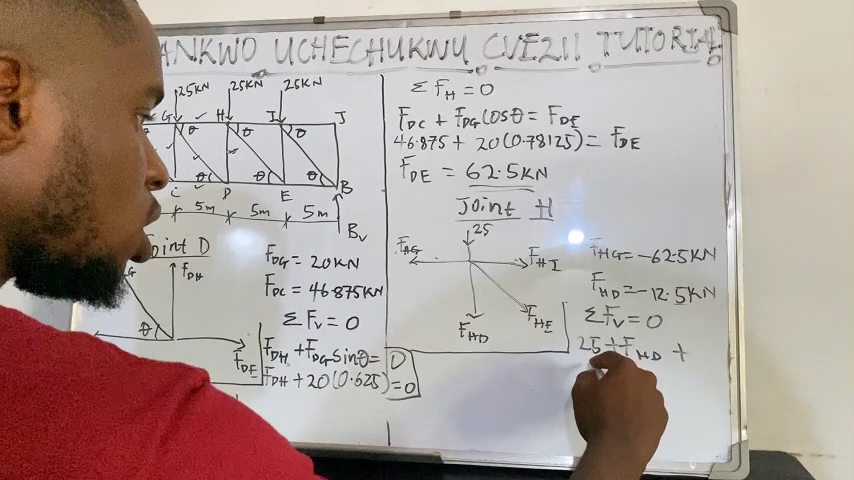 ANKWO UCHECHUKWU CVE211 TUTORIAL
25KN 25KN 25KN
G H I J
θ θ θ
θ θ θ
C D E B
5m 5m 5m
Bv
Joint D
G
FDH
θ
FDE
FDG = 20KN
FDC = 46.875KN
ΣFv = 0
FDH + FDG sinθ = 0
FDH + 20(0.625) = 0
ΣFH = 0
FDC + FDG cosθ = FDE
46.875 + 20(0.78125) = FDE
FDE = 62.5KN
Joint H
25
FHG FHI
FHD FHE
FHG = -62.5KN
FHD = -12.5KN
ΣFv = 0
25 + FHD +